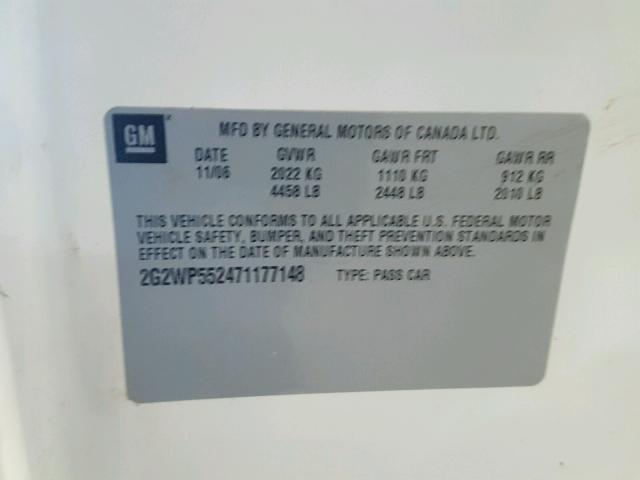 GM
MFD BY GENERAL MOTORS OF CANADA LTD.
DATE GVWR GAWR FRT GAWR RR
11/06 2022 KG 1110 KG 912 KG
4458 LB 2448 LB 2010 LB
THIS VEHICLE CONFORMS TO ALL APPLICABLE U.S. FEDERAL MOTOR
VEHICLE SAFETY, BUMPER, AND THEFT PREVENTION STANDARDS IN
EFFECT ON THE DATE OF MANUFACTURE SHOWN ABOVE.
2G2WP552471177148 TYPE: PASS CAR